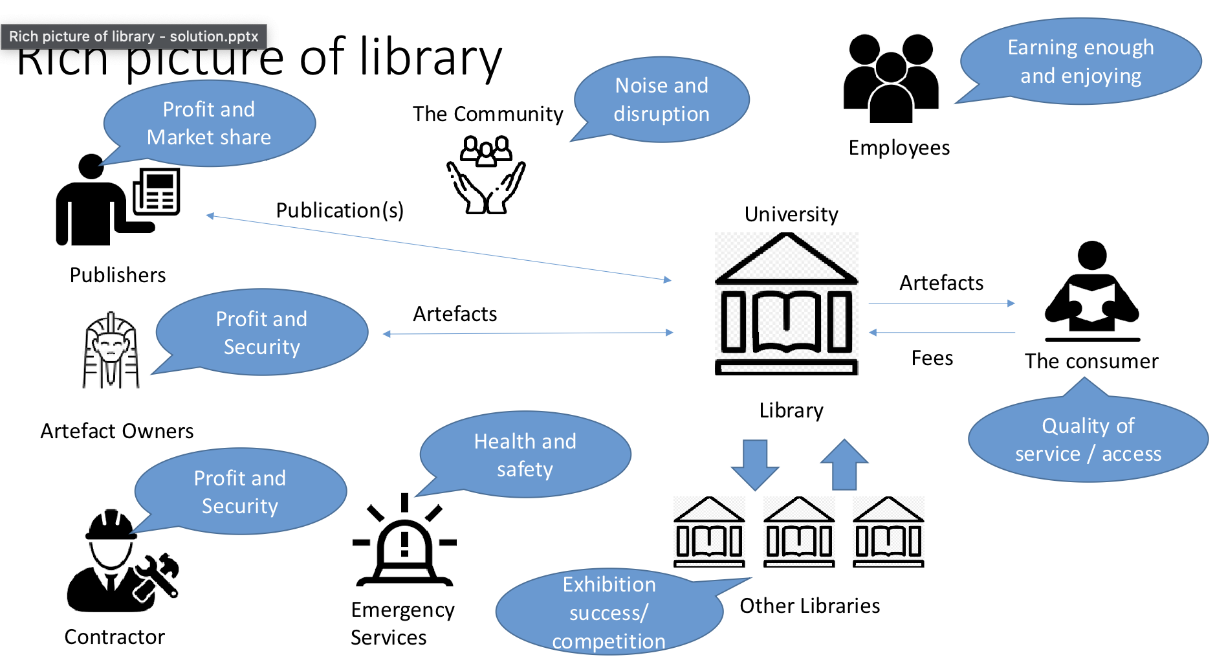 Rich picture of library - solution.pptx
Rich picture of library
Profit and
Market share
The Community
Noise and
disruption
Earning enough
and enjoying
Employees
Publication(s)
Publishers
University
Artefacts
Fees
The consumer
Profit and
Security
Artefacts
Artefact Owners
Library
Quality of
service / access
Health and
safety
Profit and
Security
Contractor
Emergency
Services
Exhibition
success/
competition
Other Libraries